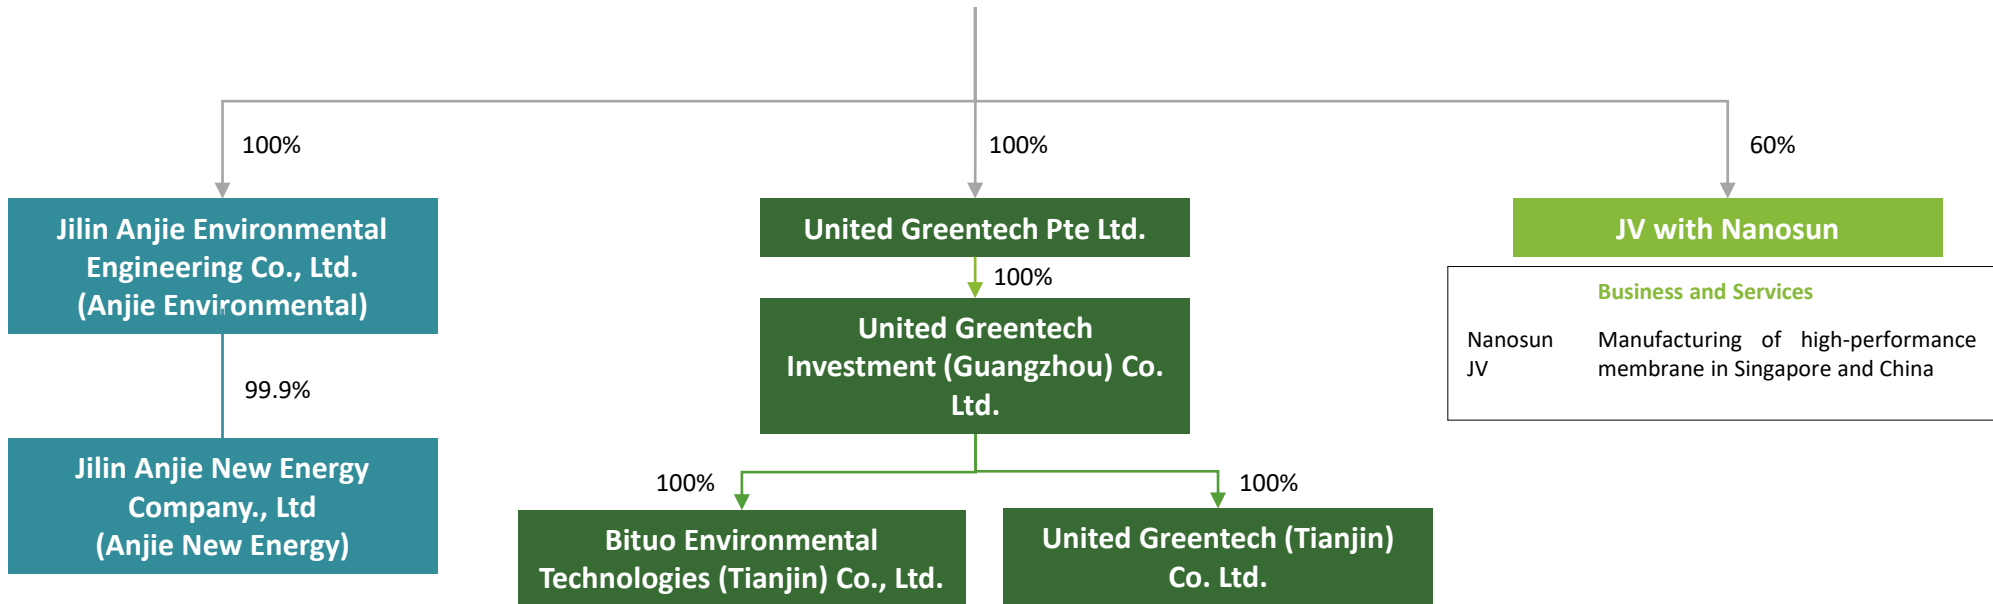 100%
100%
60%
Jilin Anjie Environmental
Engineering Co., Ltd.
(Anjie Environmental)
United Greentech Pte Ltd.
JV with Nanosun
100%
Business and Services
Nanosun
JV
Manufacturing of high-performance
membrane in Singapore and China
United Greentech
Investment (Guangzhou) Co.
Ltd.
99.9%
Jilin Anjie New Energy
Company., Ltd
(Anjie New Energy)
100%
100%
Bituo Environmental
Technologies (Tianjin) Co., Ltd.
United Greentech (Tianjin)
Co. Ltd.